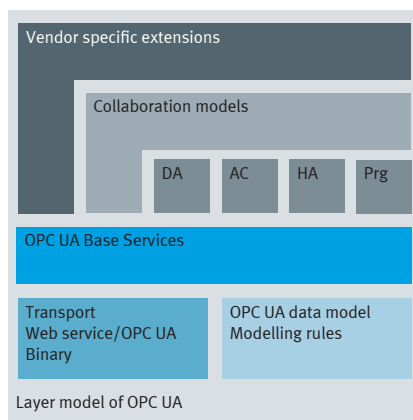 Vendor specific extensions
Collaboration models
DA
AC
HA
Prg
OPC UA Base Services
Transport
Web service/OPC UA
Binary
OPC UA data model
Modelling rules
Layer model of OPC UA